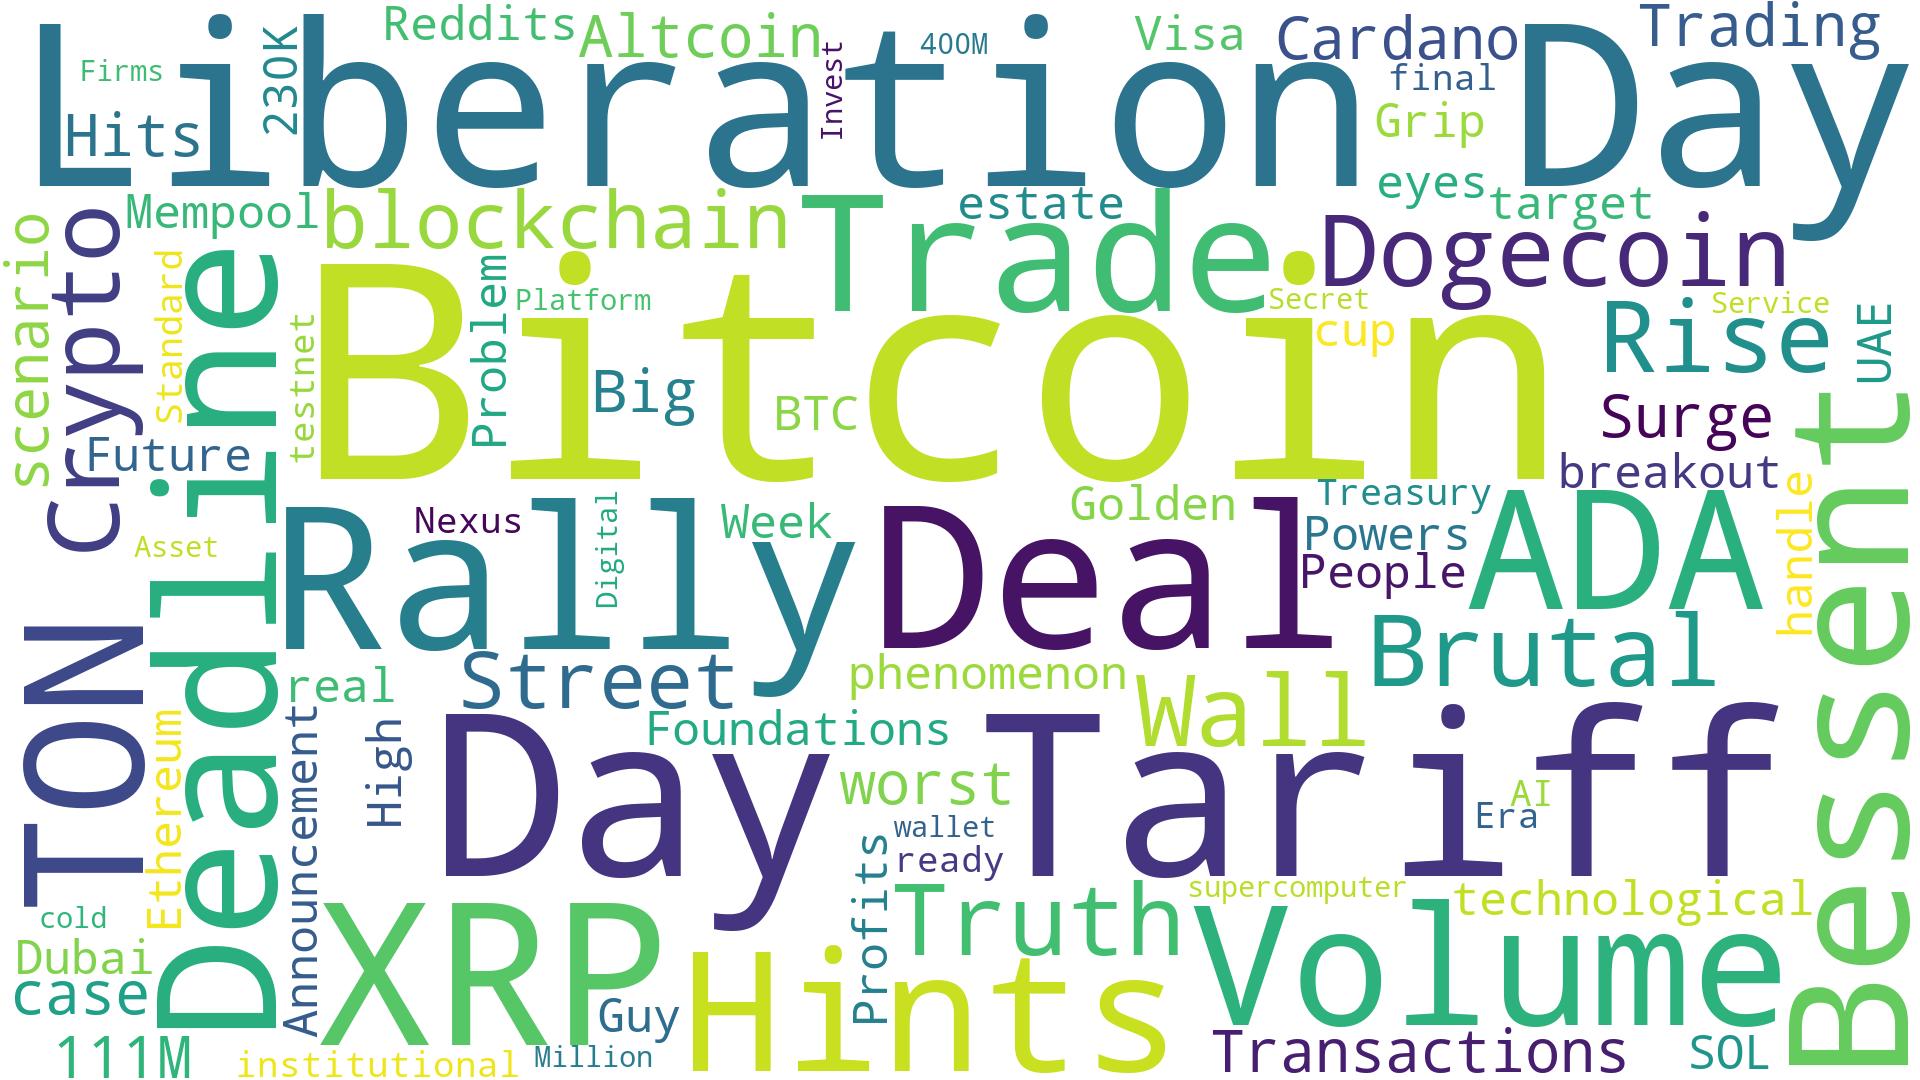 Liberation Day
Reddits
Altcoin
400M
Visa
Cardano
Trading
Firms
230K
Invest
final
Hits
Grip
Mempool
blockchain
Trade
estate
eyes
target
Dogecoin
scenario
Crypto
Standard
Deadline
testnet
Bitcoin
Problem
Platform
Secret
cup
Service
Rise
UAE
Big
BTC
Surge
Future
breakout
Bessent
handle
Asset
Rally
Nexus
Digital
Week
Deal
Golden
Treasury
Powers
People
ADA
TON
Brutal
real
Street
phenomenon
Wall
Ethereum
Announcement
High
Day Tariff
Foundations
worst
AI
Era
wallet
ready
Profits
Truth
supercomputer
technological
cold
Dubai
case
XRP
Guy
Hints
Volume
111M
institutional
Million
Transactions
SOL